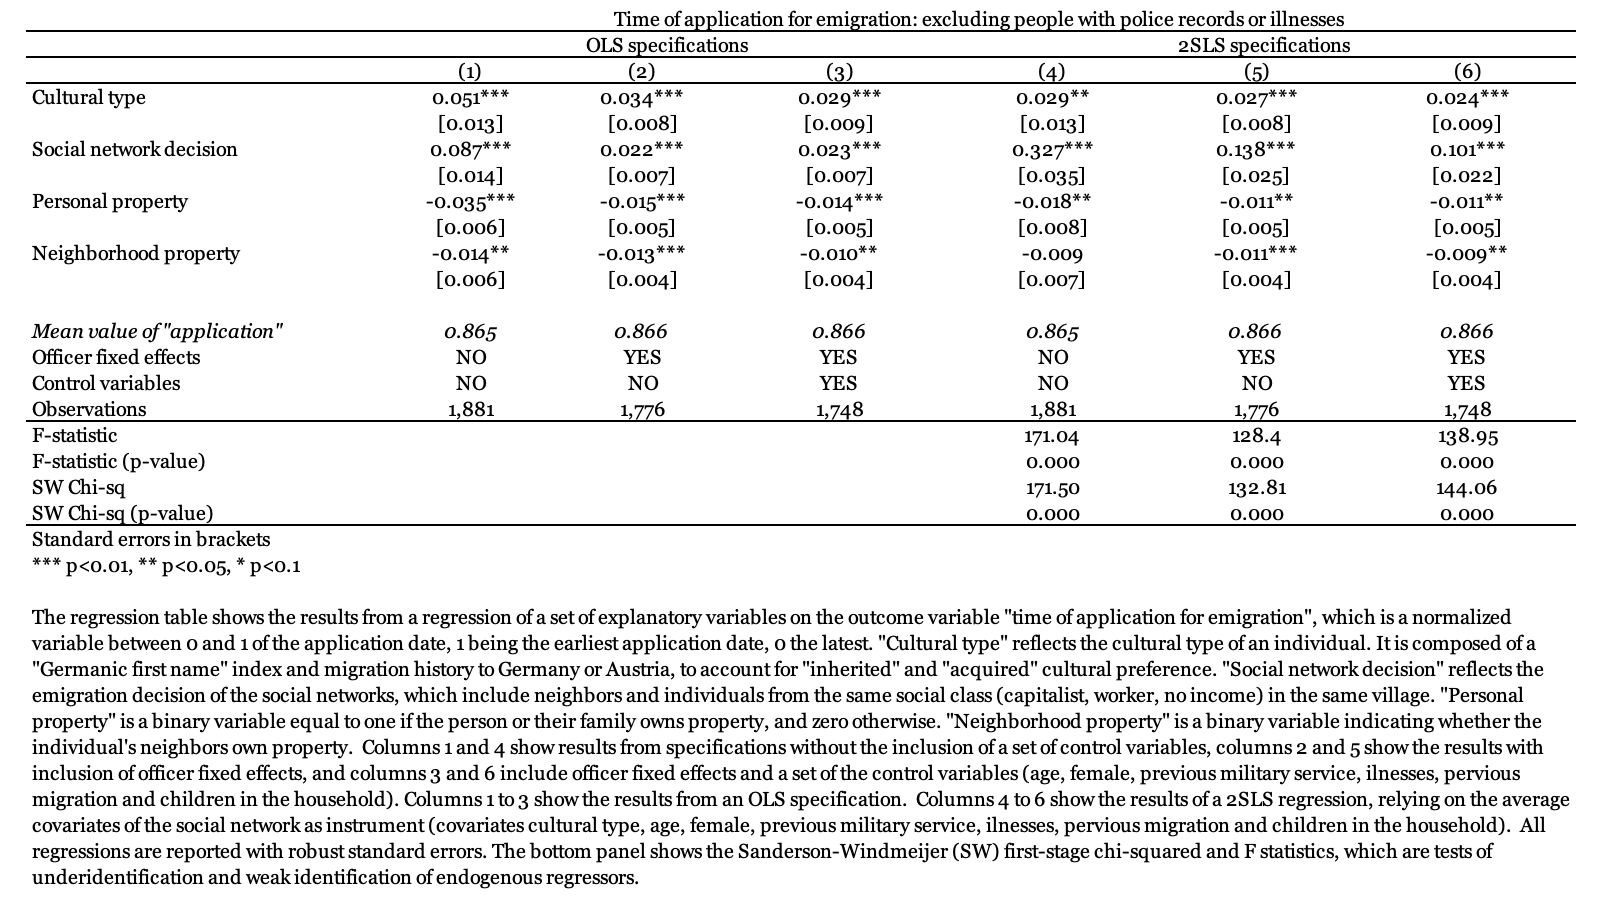 Time of application for emigration: excluding people with police records or illnesses
OLS specifications 2SLS specifications
(1) (2) (3) (4) (5) (6)
Cultural type 0.051*** 0.034*** 0.029*** 0.029** 0.027*** 0.024***
[0.013] [0.008] [0.009] [0.013] [0.008] [0.009]
Social network decision 0.087*** 0.022*** 0.023*** 0.327*** 0.138*** 0.101***
[0.014] [0.007] [0.007] [0.035] [0.025] [0.022]
Personal property -0.035*** -0.015*** -0.014*** -0.018** -0.011** -0.011**
[0.006] [0.005] [0.005] [0.008] [0.005] [0.005]
Neighborhood property -0.014** -0.013*** -0.010** -0.009 -0.011*** -0.009**
[0.006] [0.004] [0.004] [0.007] [0.004] [0.004]
Mean value of "application" 0.865 0.866 0.866 0.865 0.866 0.866
Officer fixed effects NO YES YES NO YES YES
Control variables NO NO YES NO NO YES
Observations 1,881 1,776 1,748 1,881 1,776 1,748
F-statistic 171.04 128.4 138.95
F-statistic (p-value) 0.000 0.000 0.000
SW Chi-sq 171.50 132.81 144.06
SW Chi-sq (p-value) 0.000 0.000 0.000
Standard errors in brackets
*** p<0.01, ** p<0.05, * p<0.1
The regression table shows the results from a regression of a set of explanatory variables on the outcome variable "time of application for emigration", which is a normalized
variable between 0 and 1 of the application date, 1 being the earliest application date, 0 the latest. "Cultural type" reflects the cultural type of an individual. It is composed of a
"Germanic first name" index and migration history to Germany or Austria, to account for "inherited" and "acquired" cultural preference. "Social network decision" reflects the
emigration decision of the social networks, which include neighbors and individuals from the same social class (capitalist, worker, no income) in the same village. "Personal
property" is a binary variable equal to one if the person or their family owns property, and zero otherwise. "Neighborhood property" is a binary variable indicating whether the
individual's neighbors own property.  Columns 1 and 4 show results from specifications without the inclusion of a set of control variables, columns 2 and 5 show the results with
inclusion of officer fixed effects, and columns 3 and 6 include officer fixed effects and a set of the control variables (age, female, previous military service, ilnesses, pervious
migration and children in the household). Columns 1 to 3 show the results from an OLS specification.  Columns 4 to 6 show the results of a 2SLS regression, relying on the average
covariates of the social network as instrument (covariates cultural type, age, female, previous military service, ilnesses, pervious migration and children in the household).  All
regressions are reported with robust standard errors. The bottom panel shows the Sanderson-Windmeijer (SW) first-stage chi-squared and F statistics, which are tests of
underidentification and weak identification of endogenous regressors.